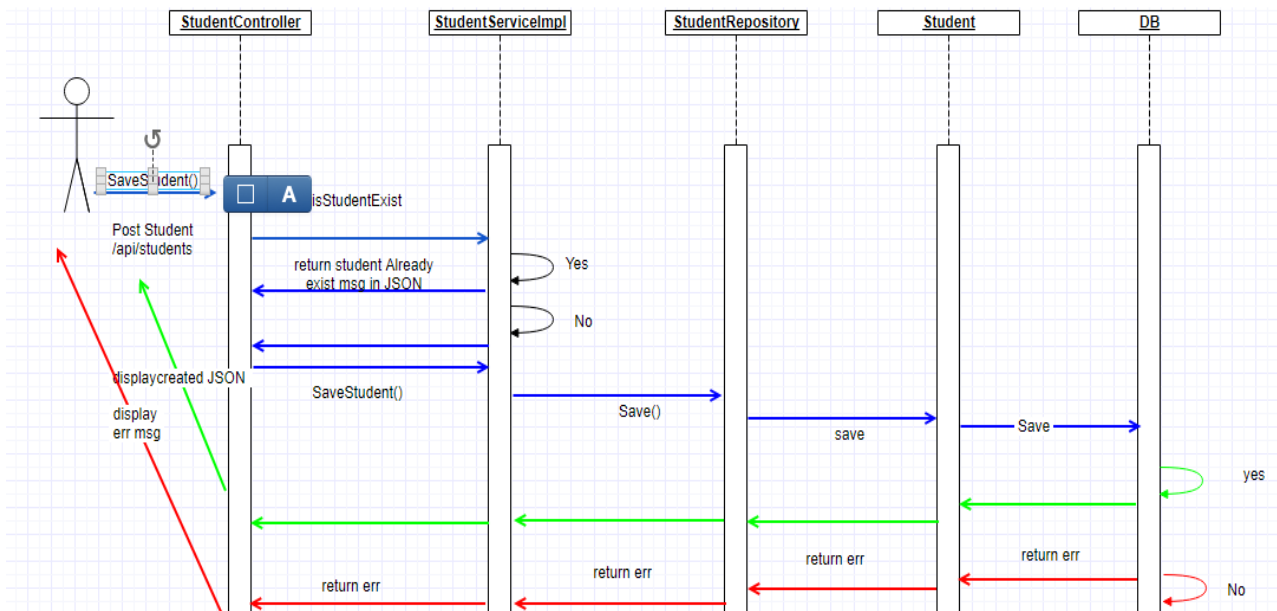 StudentController
StudentServiceImpl
StudentRepository
Student
DB
SaveStudent()
A
isStudentExist
Post Student
/api/students
return student Already
exist msg in JSON
Yes
No
displaycreated JSON
SaveStudent()
Save()
display
err msg
save
Save
yes
return err
return err
return err
return err
No